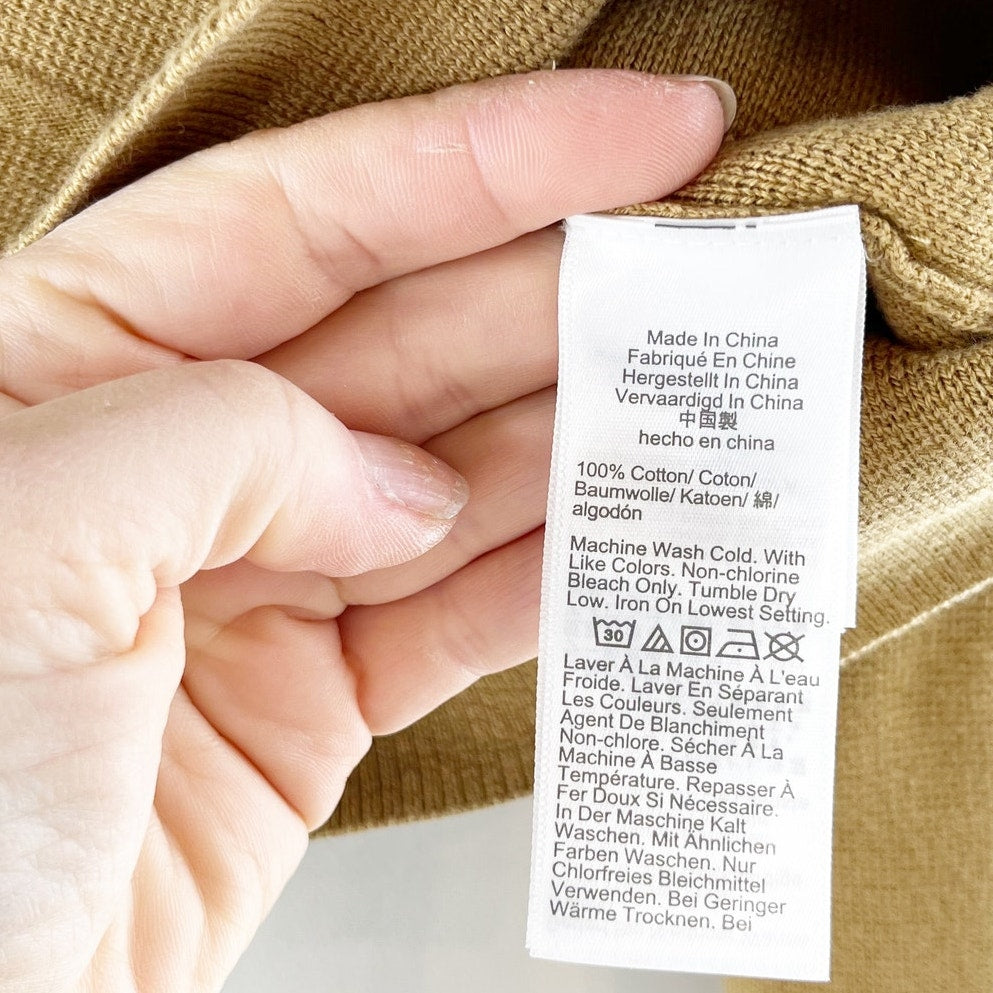 Made In China
Fabriqué En Chine
Hergestellt In China
Vervaardigd In China
中国製
hecho en china
100% Cotton/ Coton/
Baumwolle/ Katoen/ 綿/
algodón
Machine Wash Cold. With
Like Colors. Non-chlorine
Bleach Only. Tumble Dry
Low. Iron On Lowest Setting.
30
Laver À La Machine À L'eau
Froide. Laver En Séparant
Les Couleurs. Seulement
Agent De Blanchiment
Non-chlore. Sécher À La
Machine À Basse
Température. Repasser À
Fer Doux Si Nécessaire.
In Der Maschine Kalt
Waschen. Mit Ähnlichen
Farben Waschen. Nur
Chlorfreies Bleichmittel
Verwenden. Bei Geringer
Wärme Trocknen. Bei